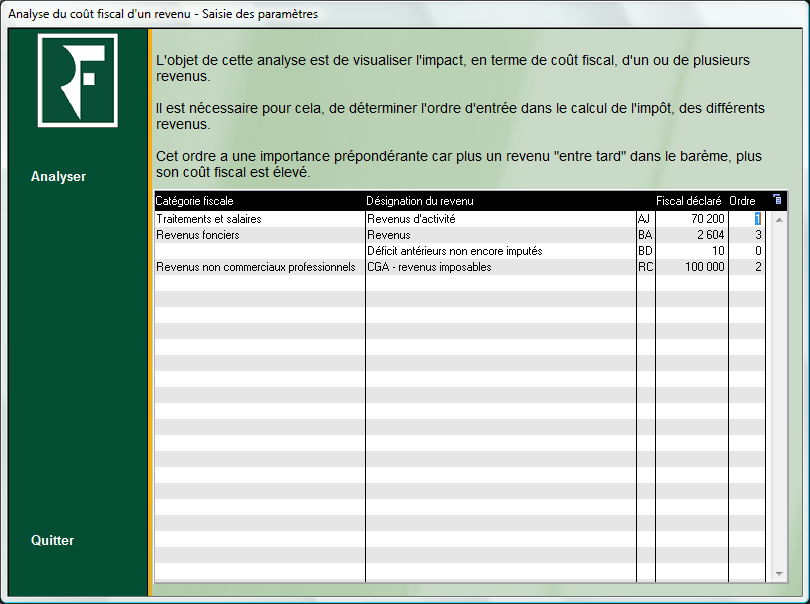 Analyse du coût fiscal d'un revenu - Saisie des paramètres
L'objet de cette analyse est de visualiser l'impact, en terme de coût fiscal, d'un ou de plusieurs
revenus.
Il est nécessaire pour cela, de déterminer l'ordre d'entrée dans le calcul de l'impôt, des différents
revenus.
Cet ordre a une importance prépondérante car plus un revenu "entre tard" dans le barème, plus
son coût fiscal est élevé.
Analyser
Catégorie fiscale Désignation du revenu Fiscal déclaré Ordre
Traitements et salaires Revenus d'activité AJ 70 200 1
Revenus fonciers Revenus BA 2 604 3
Déficit antérieurs non encore imputés BD 10 0
Revenus non commerciaux professionnels CGA - revenus imposables RC 100 000 2
Quitter